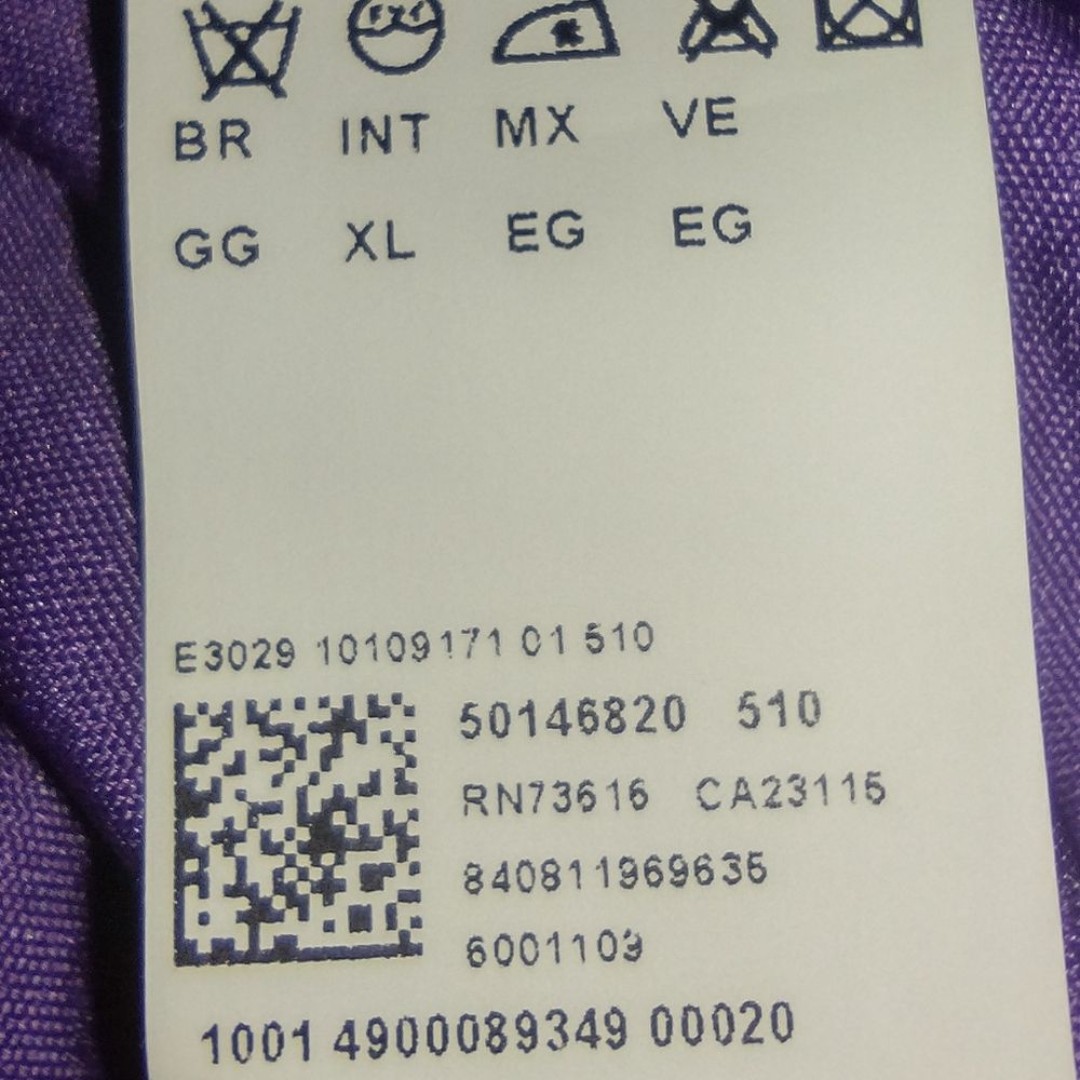 BR INT MX VE
GG XL EG EG
E3029 10109171 01 510
50146820 510
RN73616 CA23115
840811969635
6001109
1001 4900089349 00020